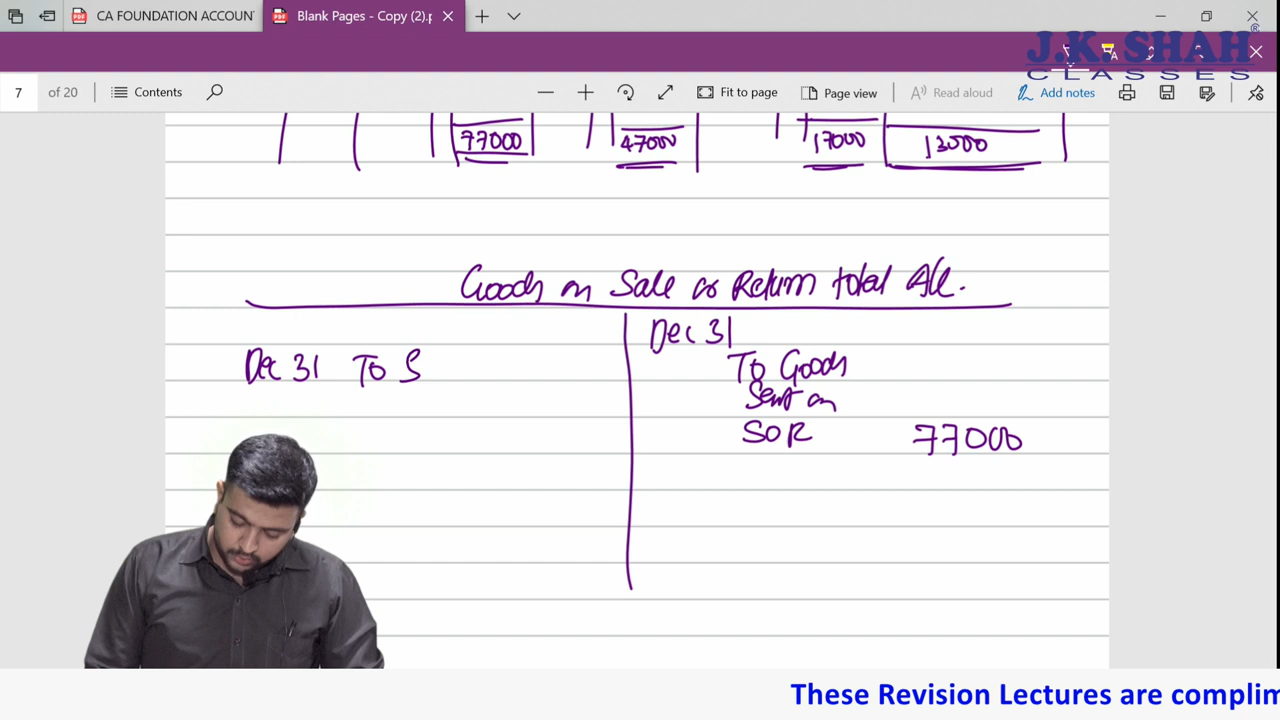 CA FOUNDATION ACCOUN
Blank Pages - Copy (2).p
J.K. SHAH®
CLASSES
7 of 20
Contents
Fit to page
Page view
Read aloud
Add notes
77000 47000 17000 13000
Goods on Sale or Return total A/c.
Dec 31
Dec 31 To S
To Goods
Sent on
SOR 77000
These Revision Lectures are complim